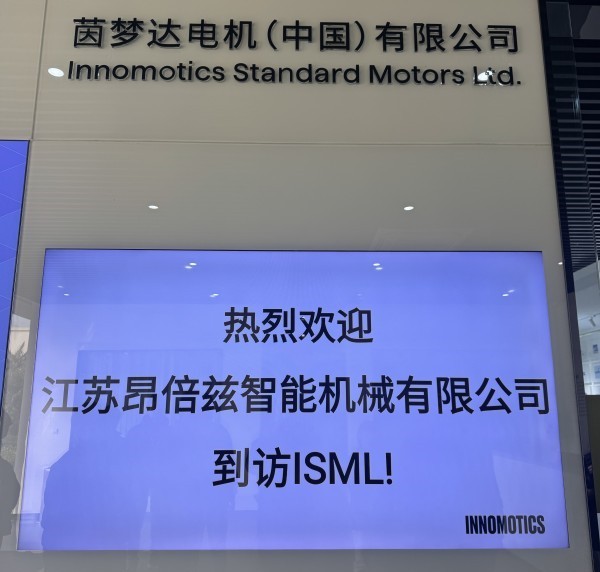 茵梦达电机（中国）有限公司
Innomotics Standard Motors Ltd.
热烈欢迎
江苏昂倍兹智能机械有限公司
到访ISML!
INNOMOTICS